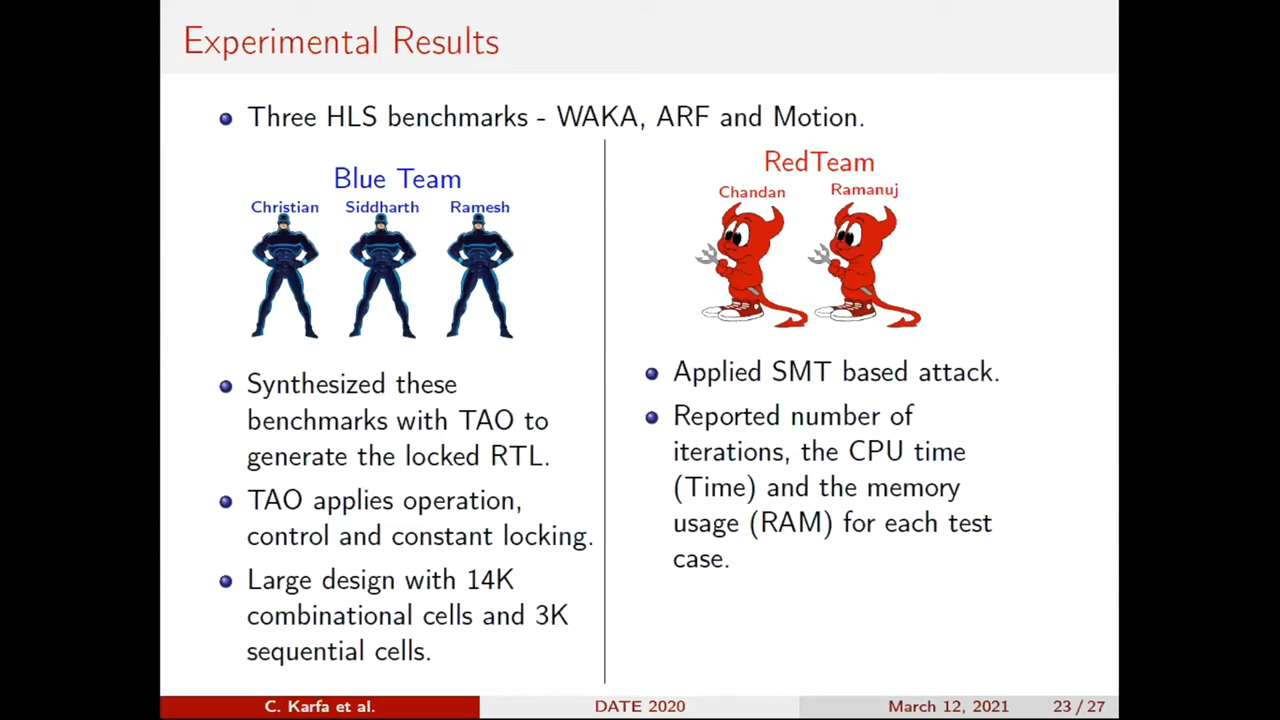 Experimental Results
Three HLS benchmarks - WAKA, ARF and Motion.
Blue Team
Christian Siddharth Ramesh
Synthesized these
benchmarks with TAO to
generate the locked RTL.
TAO applies operation,
control and constant locking.
Large design with 14K
combinational cells and 3K
sequential cells.
RedTeam
Chandan Ramanuj
Applied SMT based attack.
Reported number of
iterations, the CPU time
(Time) and the memory
usage (RAM) for each test
case.
C. Karfa et al. DATE 2020 March 12, 2021 23 / 27